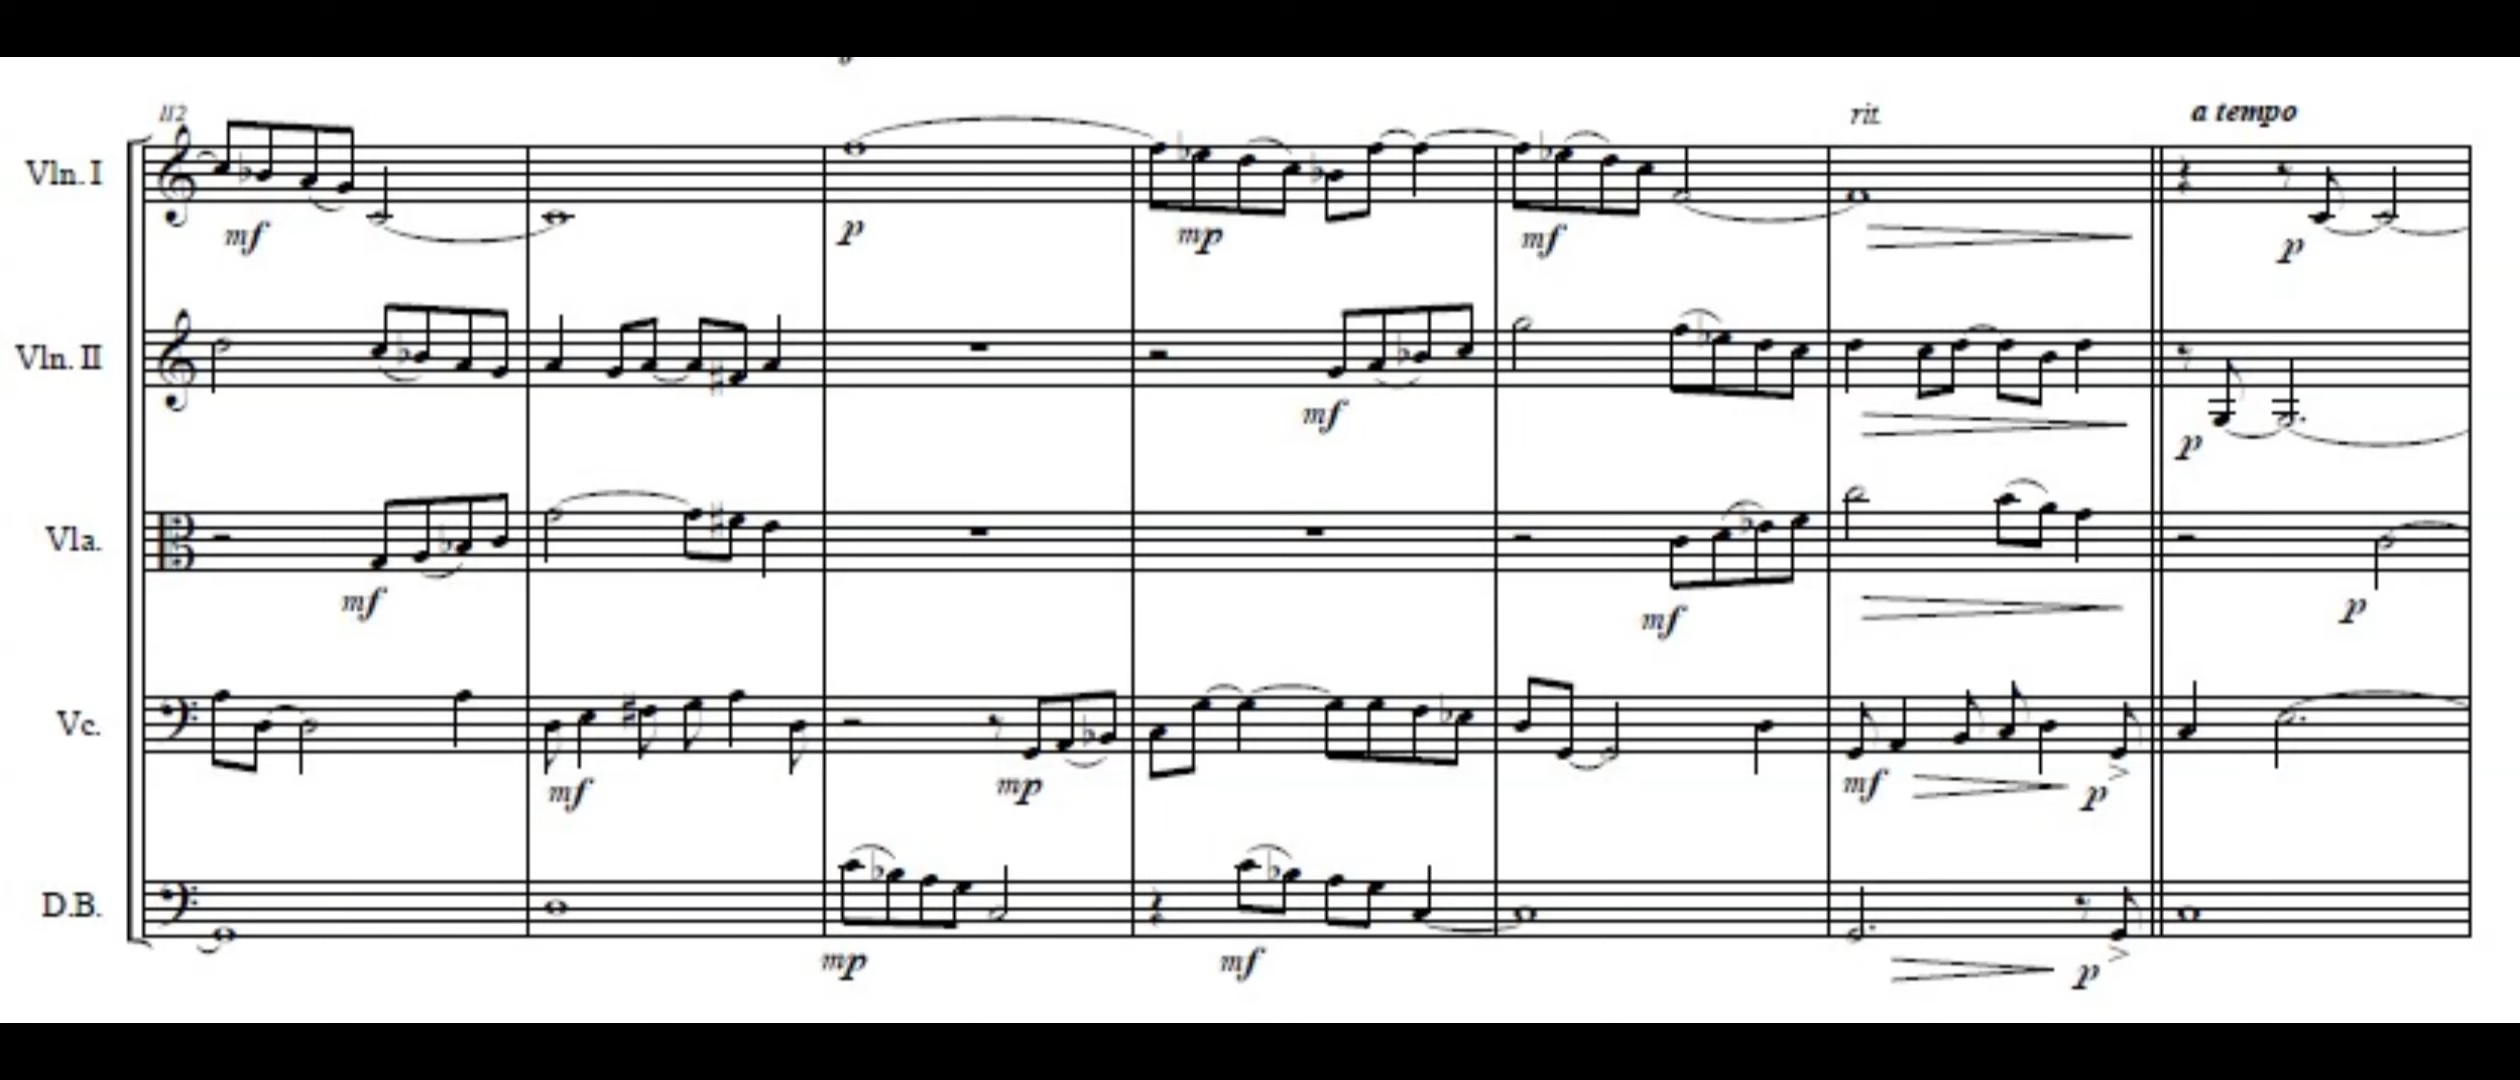 112 rit. a tempo
Vln. I
mf p mp mf p
Vln. II
mf p
Vla.
mf mf p
Vc.
mf mp mf p
D.B.
mp mf p